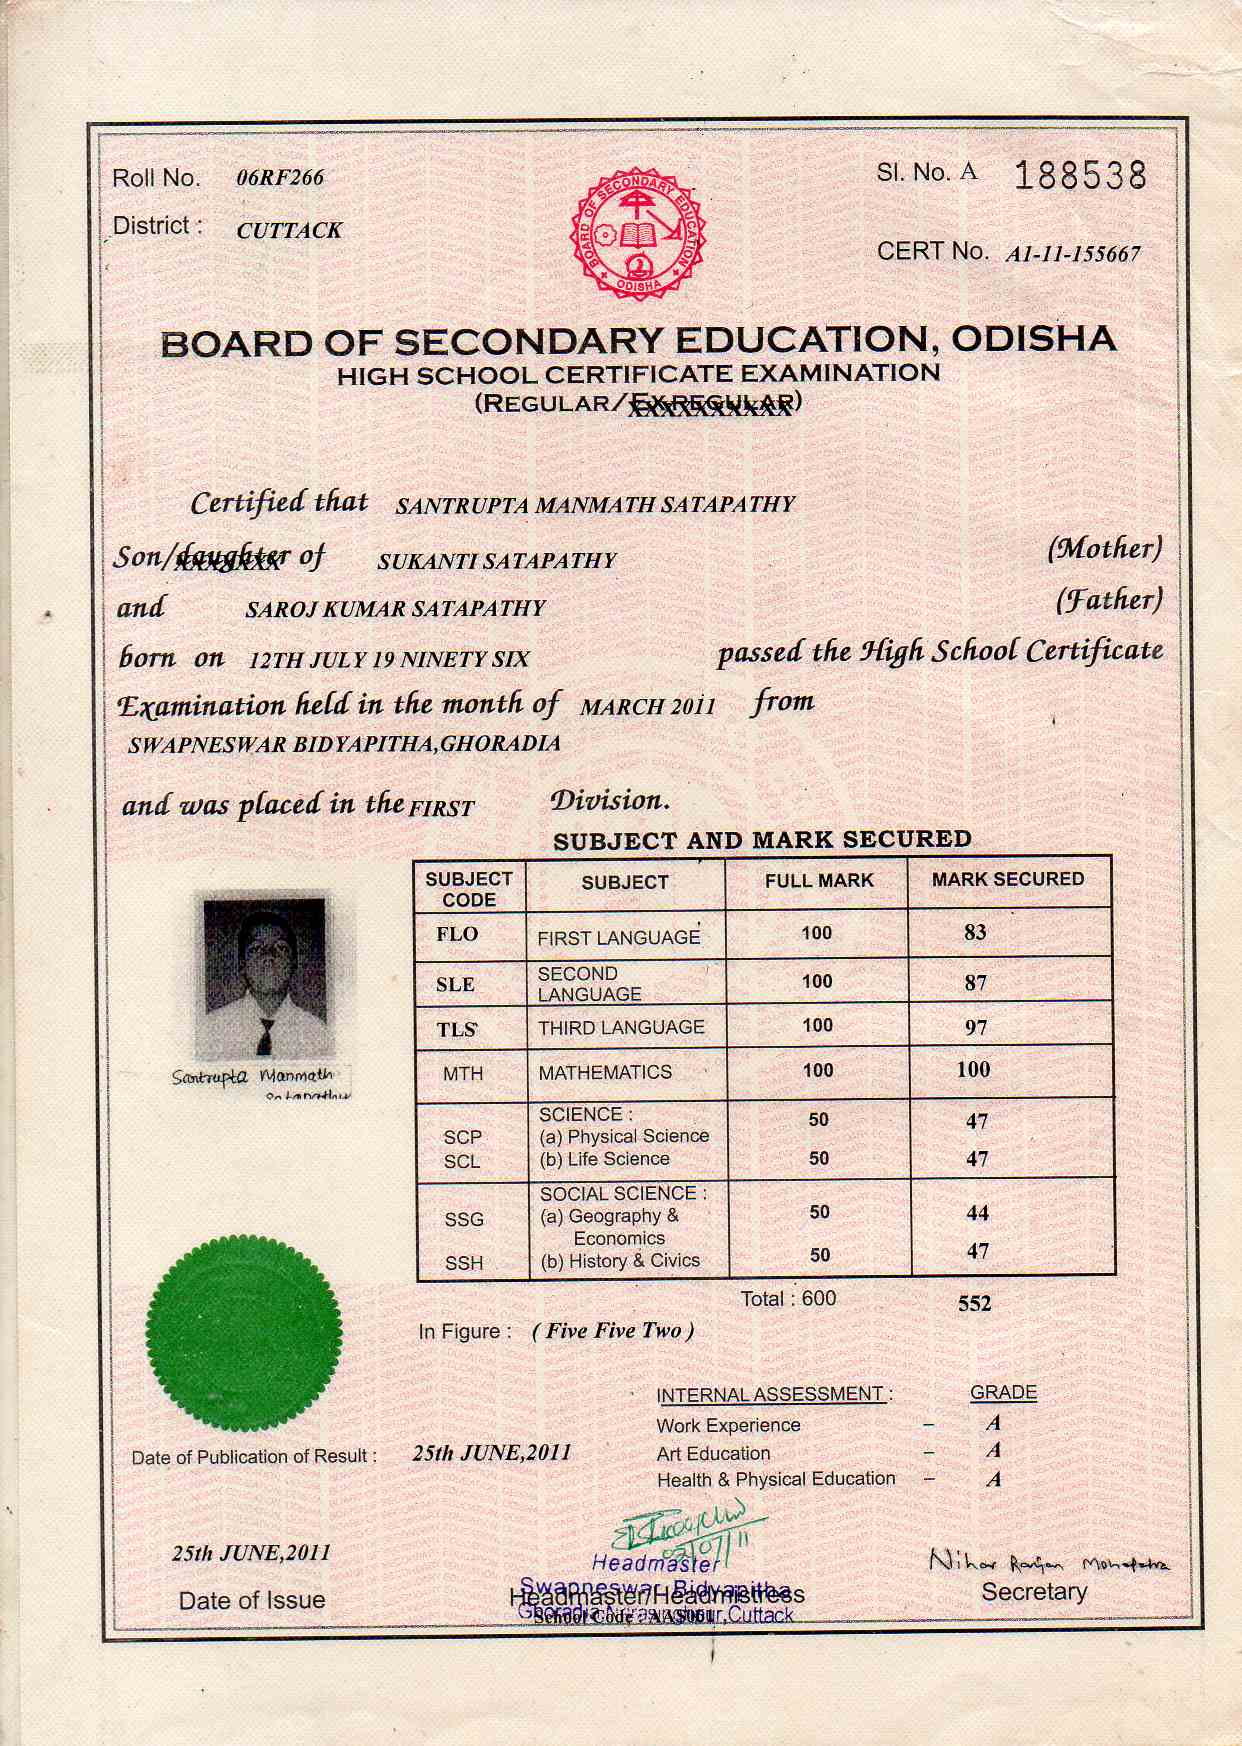 Roll No. 06RF266
Sl. No. A 188538
District : CUTTACK
CERT No. A1-11-155667
BOARD OF SECONDARY EDUCATION
ODISHA
BOARD OF SECONDARY EDUCATION, ODISHA
HIGH SCHOOL CERTIFICATE EXAMINATION
(REGULAR/EX-REGULAR)
Certified that SANTRUPTA MANMATH SATAPATHY
Son/daughter of SUKANTI SATAPATHY (Mother)
and SAROJ KUMAR SATAPATHY (Father)
born on 12TH JULY 19 NINETY SIX passed the High School Certificate
Examination held in the month of MARCH 2011 from
SWAPNESWAR BIDYAPITHA,GHORADIA
and was placed in the FIRST Division.
SUBJECT AND MARK SECURED
SUBJECT CODE SUBJECT FULL MARK MARK SECURED
FLO FIRST LANGUAGE 100 83
SLE SECOND LANGUAGE 100 87
TLS THIRD LANGUAGE 100 97
MTH MATHEMATICS 100 100
SCIENCE :
SCP (a) Physical Science 50 47
SCL (b) Life Science 50 47
SOCIAL SCIENCE :
SSG (a) Geography & Economics 50 44
SSH (b) History & Civics 50 47
Santrupta Manmath
Satapathy
Total : 600 552
In Figure : ( Five Five Two )
INTERNAL ASSESSMENT : GRADE
Work Experience – A
Art Education – A
Health & Physical Education – A
Date of Publication of Result : 25th JUNE,2011
25th JUNE,2011
Date of Issue
Headmaster
Swapneswar Bidyapitha
Headmaster/Headmistress
Cuttack
School Code :
Nihar Ranjan Mohapatra
Secretary